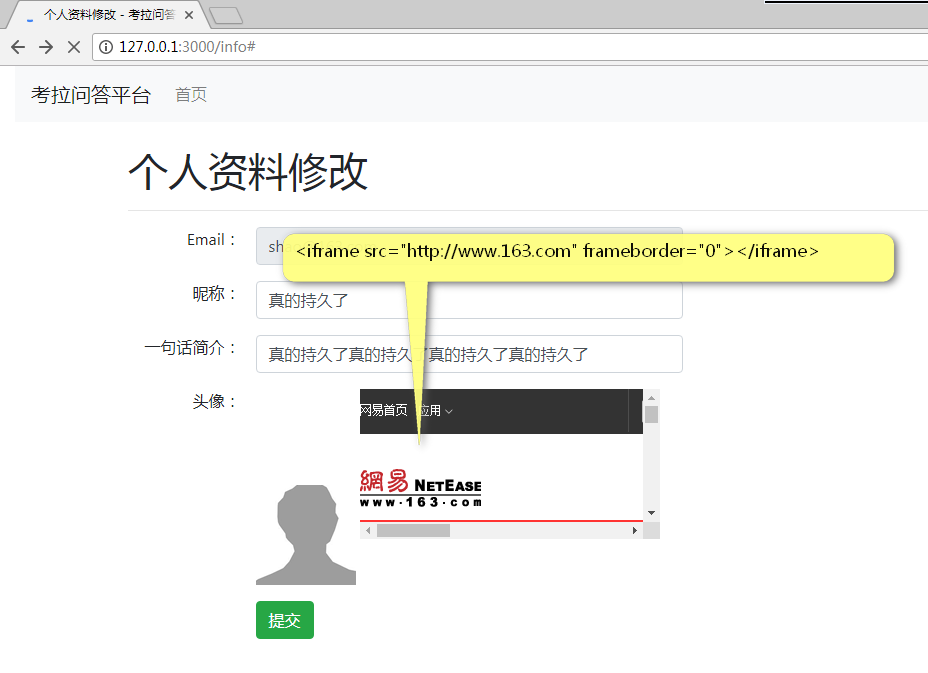 个人资料修改 - 考拉问答
127.0.0.1:3000/info#
考拉问答平台 首页
个人资料修改
Email：
sh
<iframe src="http://www.163.com" frameborder="0"></iframe>
昵称：
真的持久了
一句话简介：
真的持久了真的持久了真的持久了真的持久了
头像：
网易首页 应用
網易 NETEASE
www.163.com
提交